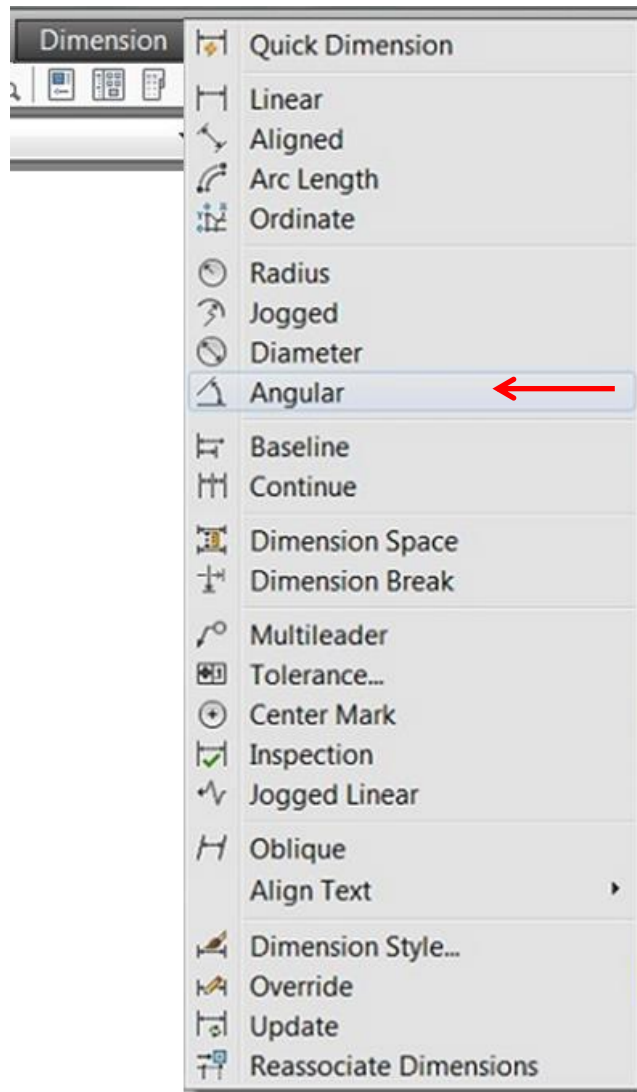 Dimension
Quick Dimension
Linear
Aligned
Arc Length
Ordinate
Radius
Jogged
Diameter
Angular
Baseline
Continue
Dimension Space
Dimension Break
Multileader
Tolerance...
Center Mark
Inspection
Jogged Linear
Oblique
Align Text
Dimension Style...
Override
Update
Reassociate Dimensions